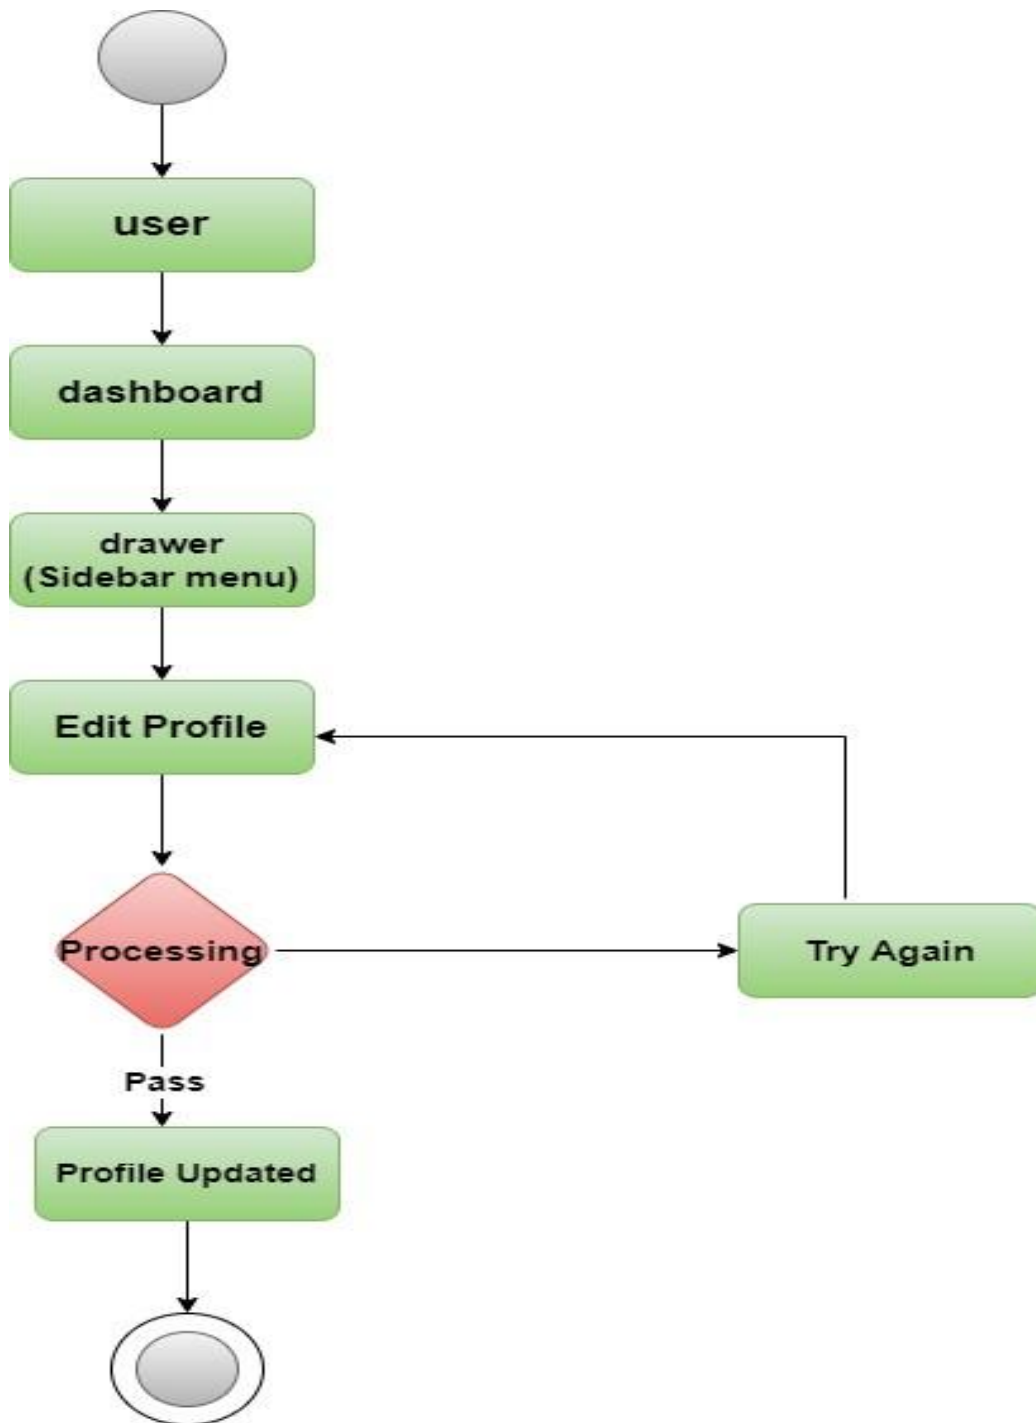 user
dashboard
drawer
(Sidebar menu)
Edit Profile
Processing
Try Again
Pass
Profile Updated